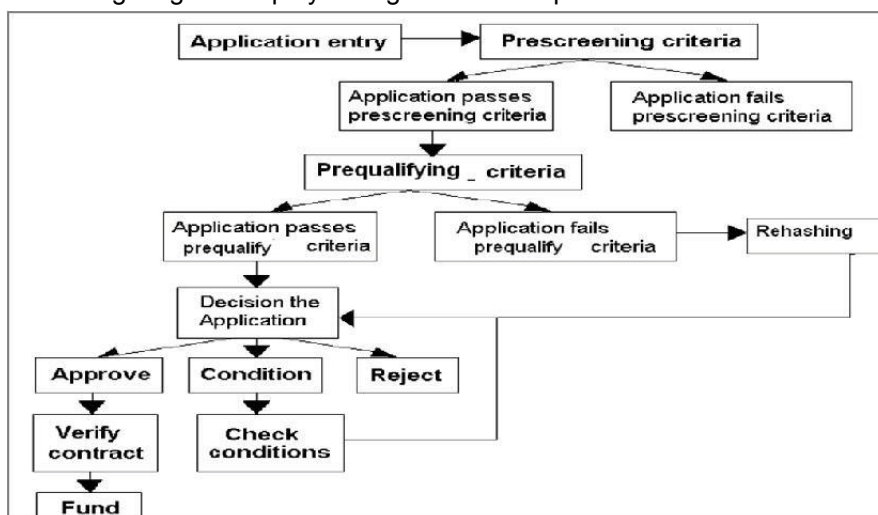 Application entry
Prescreening criteria
Application passes
prescreening criteria
Application fails
prescreening criteria
Prequalifying _ criteria
Application passes
prequalify criteria
Application fails
prequalify criteria
Rehashing
Decision the
Application
Approve
Condition
Reject
Verify
contract
Check
conditions
Fund